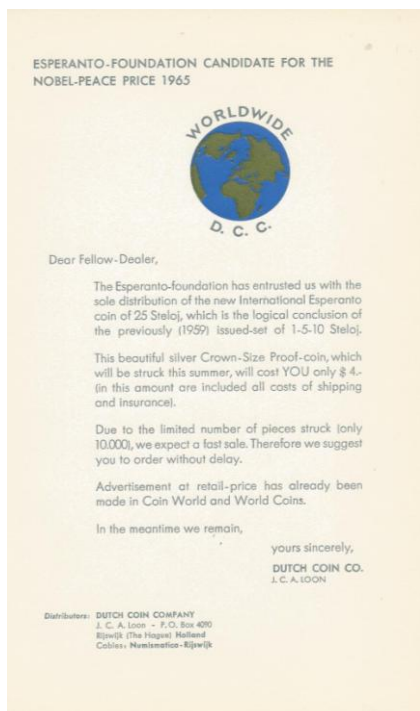 ESPERANTO-FOUNDATION CANDIDATE FOR THE
NOBEL-PEACE PRICE 1965
WORLDWIDE
D. C. C.
Dear Fellow-Dealer,
The Esperanto-foundation has entrusted us with the
sole distribution of the new International Esperanto
coin of 25 Steloj, which is the logical conclusion of
the previously (1959) issued-set of 1-5-10 Steloj.
This beautiful silver Crown-Size Proof-coin, which
will be struck this summer, will cost YOU only $ 4.-
(in this amount are included all costs of shipping
and insurance).
Due to the limited number of pieces struck (only
10.000), we expect a fast sale. Therefore we suggest
you to order without delay.
Advertisement at retail-price has already been
made in Coin World and World Coins.
In the meantime we remain,
yours sincerely,
DUTCH COIN CO.
J. C. A. LOON
Distributors: DUTCH COIN COMPANY
J. C. A. Loon - P. O. Box 4090
Rijswijk (The Hague) Holland
Cables: Numismatica-Rijswijk